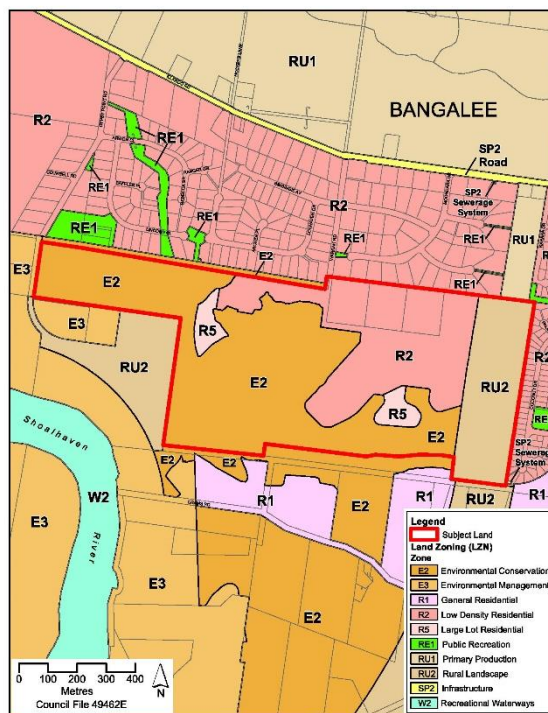 RU1
BANGALEE
R2
RE1
SP2
Road
RE1
SP2
Sewerage
System
R2
RE1
RU1
RE1
RE1
RE1
RE1
E2
R2
E3
E2
RE1
E3
R5
RU2
R2
RU2
E2
R5
E2
SP2
Sewerage
System
Shoalhaven
River
E2
E2
W2
R1
E2
R1
RU2
R1
E3
E3
E2
Legend
Subject Land
Land Zoning (LZN)
Zone
E2 Environmental Conservation
E3 Environmental Management
R1 General Residential
R2 Low Density Residential
R5 Large Lot Residential
RE1 Public Recreation
RU1 Primary Production
RU2 Rural Landscape
SP2 Infrastructure
W2 Recreational Waterways
0 100 200 300 400
Metres
N
Council File 49462E